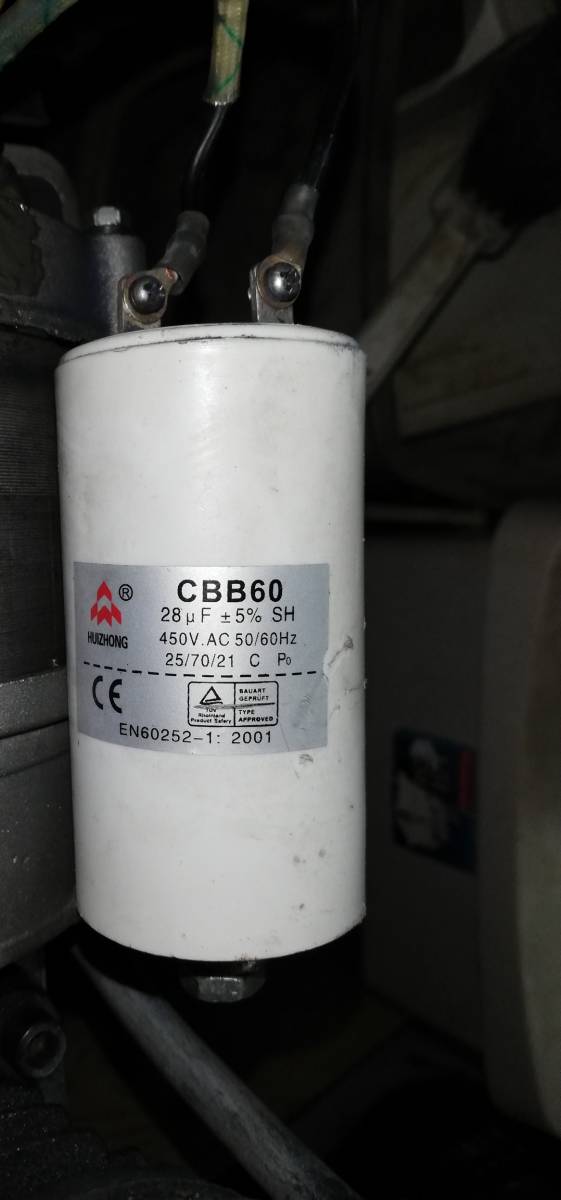 ®
CBB60
28µF ±5% SH
HUIZHONG
450V.AC 50/60Hz
25/70/21 C P₀
CE
TÜV
Rheinland
Product Safety
BAUART
GEPRÜFT
TYPE
APPROVED
EN60252-1: 2001